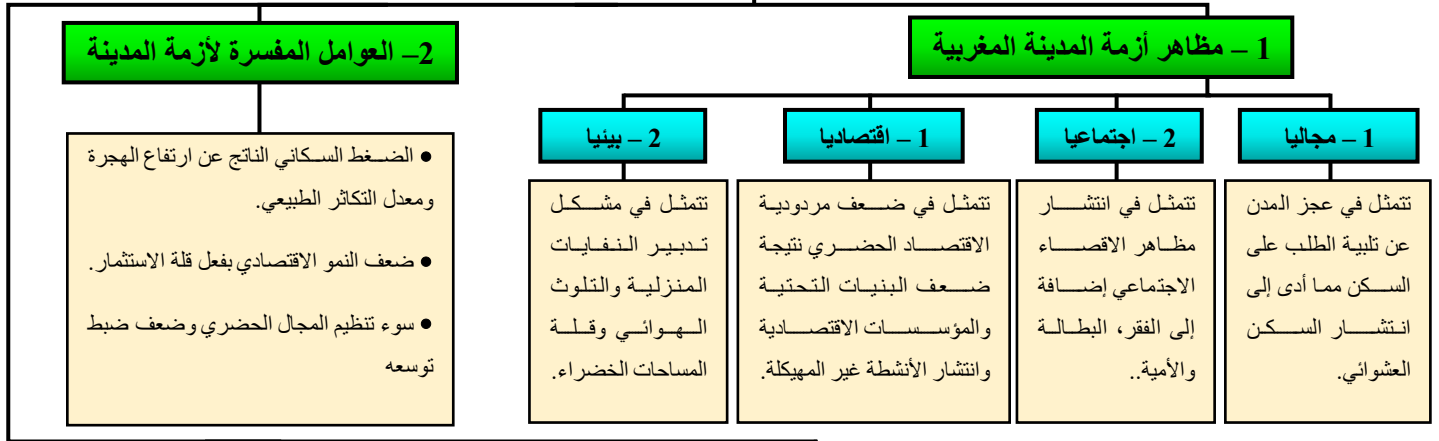 1 – مظاهر أزمة المدينة المغربية
1 – مجاليا
تتمثل في عجز المدن
عن تلبية الطلب على
السكن مما أدى إلى
انتشار السكن
العشوائي.
2 – اجتماعيا
تتمثل في انتشار
مظاهر الاقصاء
الاجتماعي إضافة
إلى الفقر، البطالة
والأمية..
1 – اقتصاديا
تتمثل في ضعف مردودية
الاقتصاد الحضري نتيجة
ضعف البنيات التحتية
والمؤسسات الاقتصادية
وانتشار الأنشطة غير المهيكلة.
2 – بيئيا
تتمثل في مشكل
تدبير النفايات
المنزلية والتلوث
الهوائي وقلة
المساحات الخضراء.
2– العوامل المفسرة لأزمة المدينة
● الضغط السكاني الناتج عن ارتفاع الهجرة
ومعدل التكاثر الطبيعي.
● ضعف النمو الاقتصادي بفعل قلة الاستثمار.
● سوء تنظيم المجال الحضري وضعف ضبط
توسعه